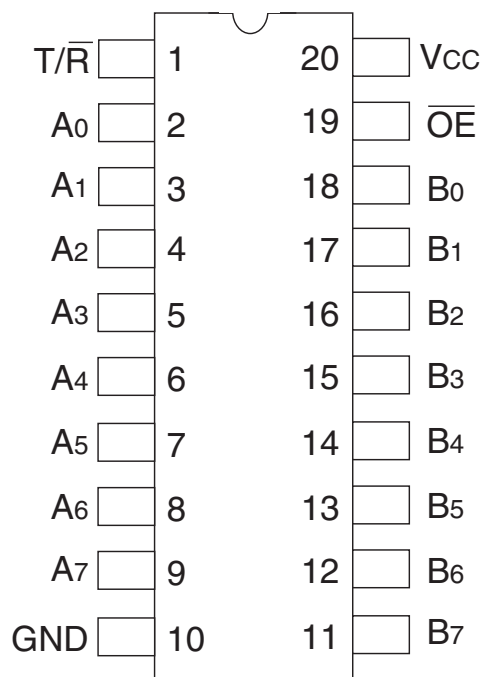 T/R̅ 1 20 VCC
A0 2 19 O̅E̅
A1 3 18 B0
A2 4 17 B1
A3 5 16 B2
A4 6 15 B3
A5 7 14 B4
A6 8 13 B5
A7 9 12 B6
GND 10 11 B7